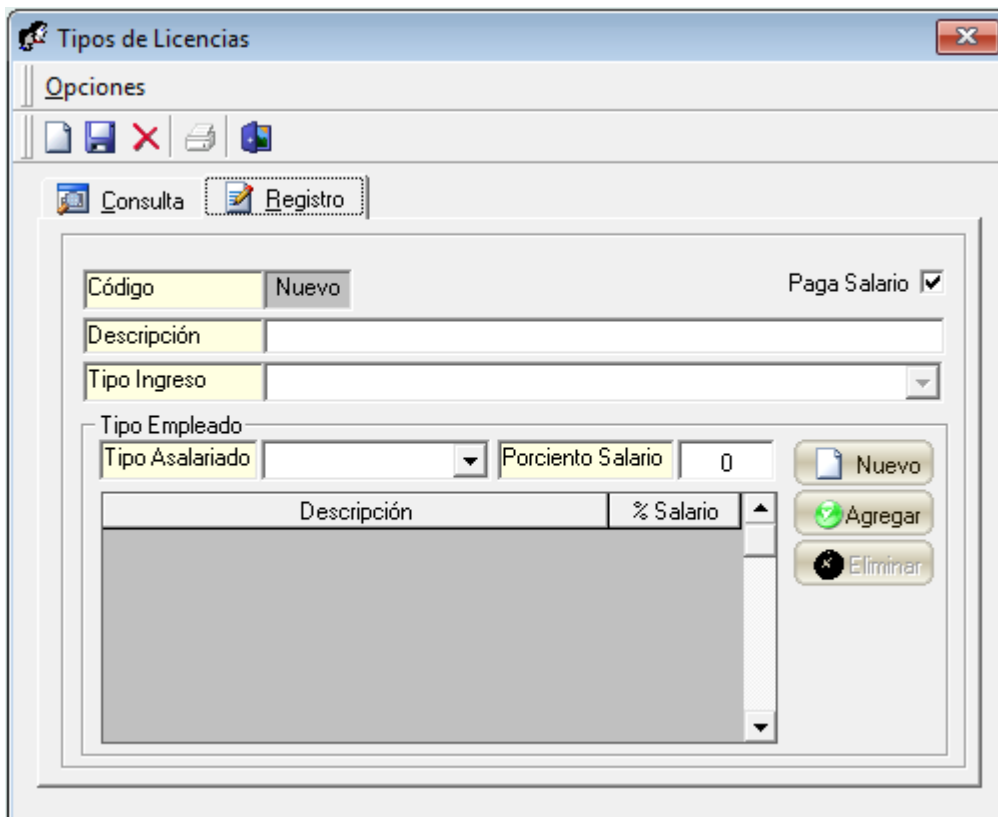 Tipos de Licencias
Opciones
Consulta Registro
Código Nuevo Paga Salario
Descripción
Tipo Ingreso
Tipo Empleado
Tipo Asalariado Porciento Salario 0 Nuevo
Descripción % Salario
Agregar
Eliminar